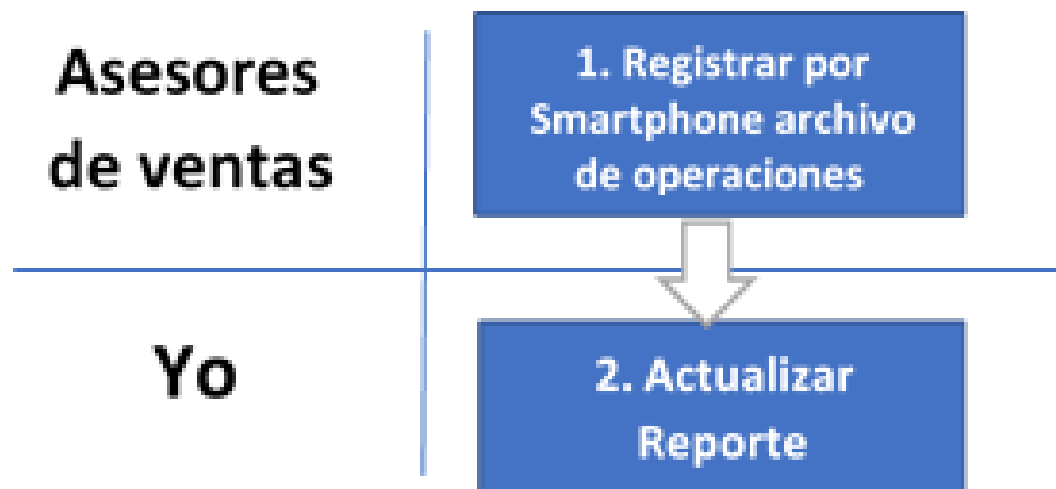 Asesores
de ventas
1. Registrar por
Smartphone archivo
de operaciones
Yo
2. Actualizar
Reporte